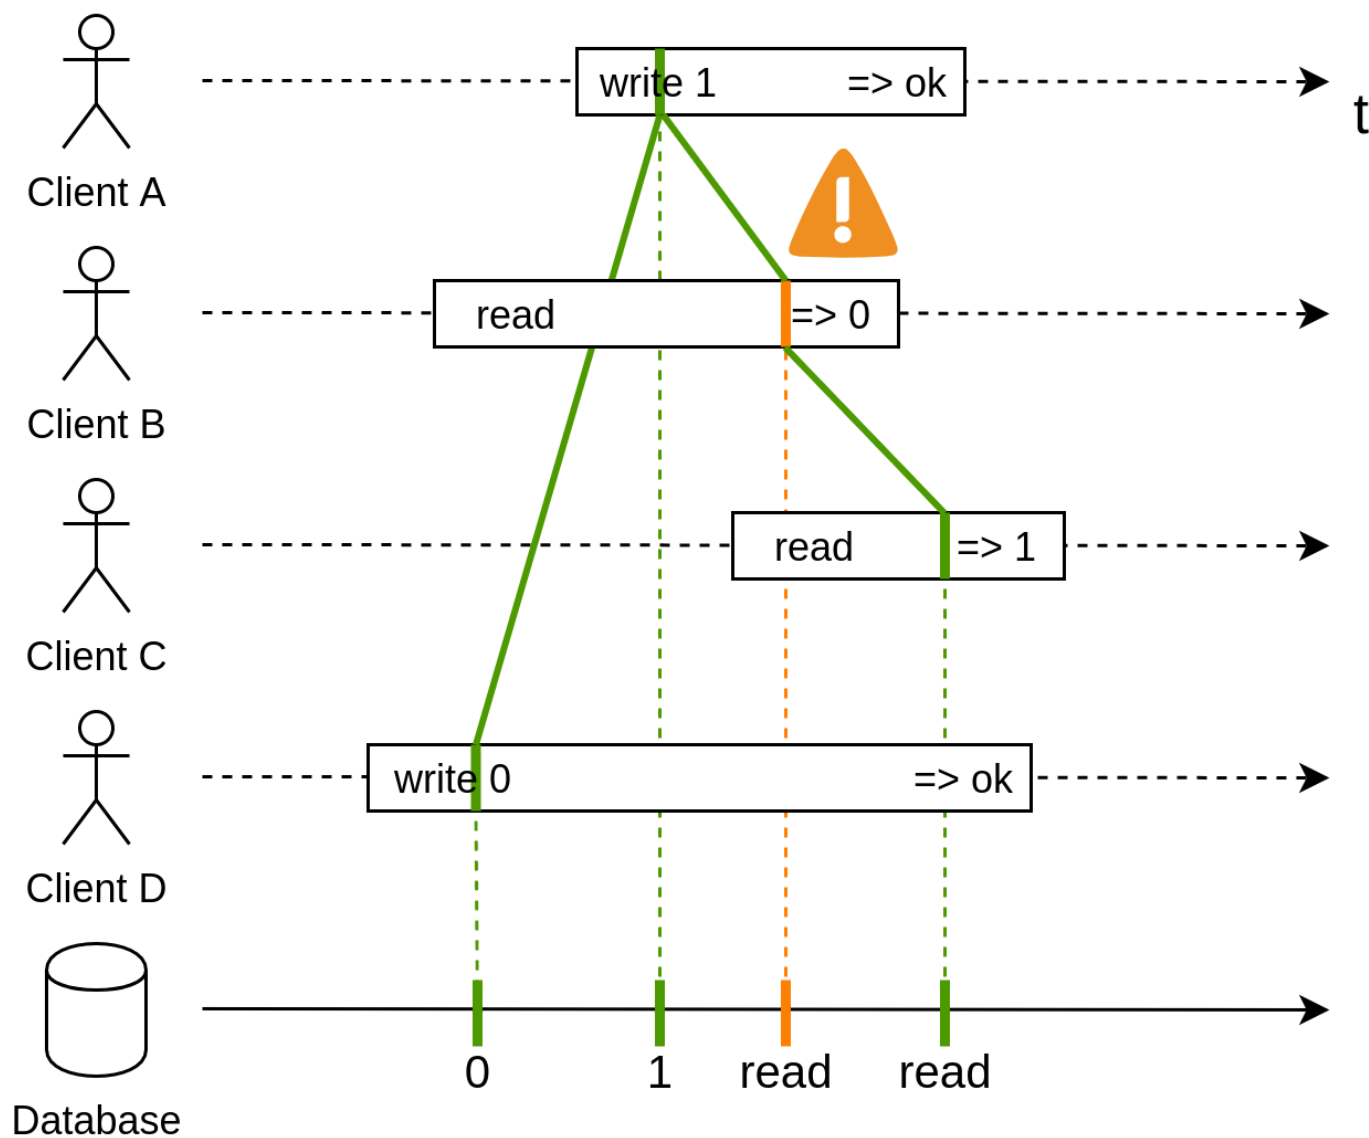 write 1 => ok
t
Client A
read => 0
Client B
read => 1
Client C
write 0 => ok
Client D
0 1 read read
Database